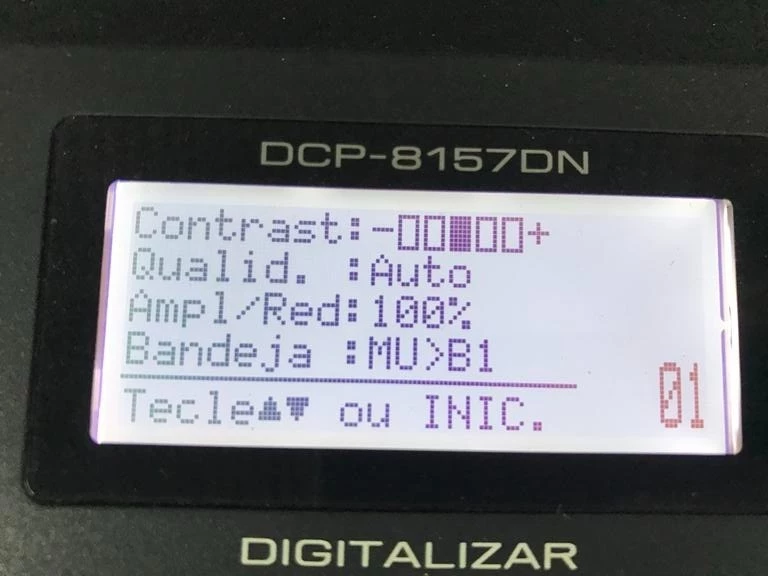 DCP-8157DN
Contrast:-□□■□□+
Qualid. :Auto
Ampl/Red:100%
Bandeja :MU>B1
Tecle▲▼ ou INIC. 01
DIGITALIZAR